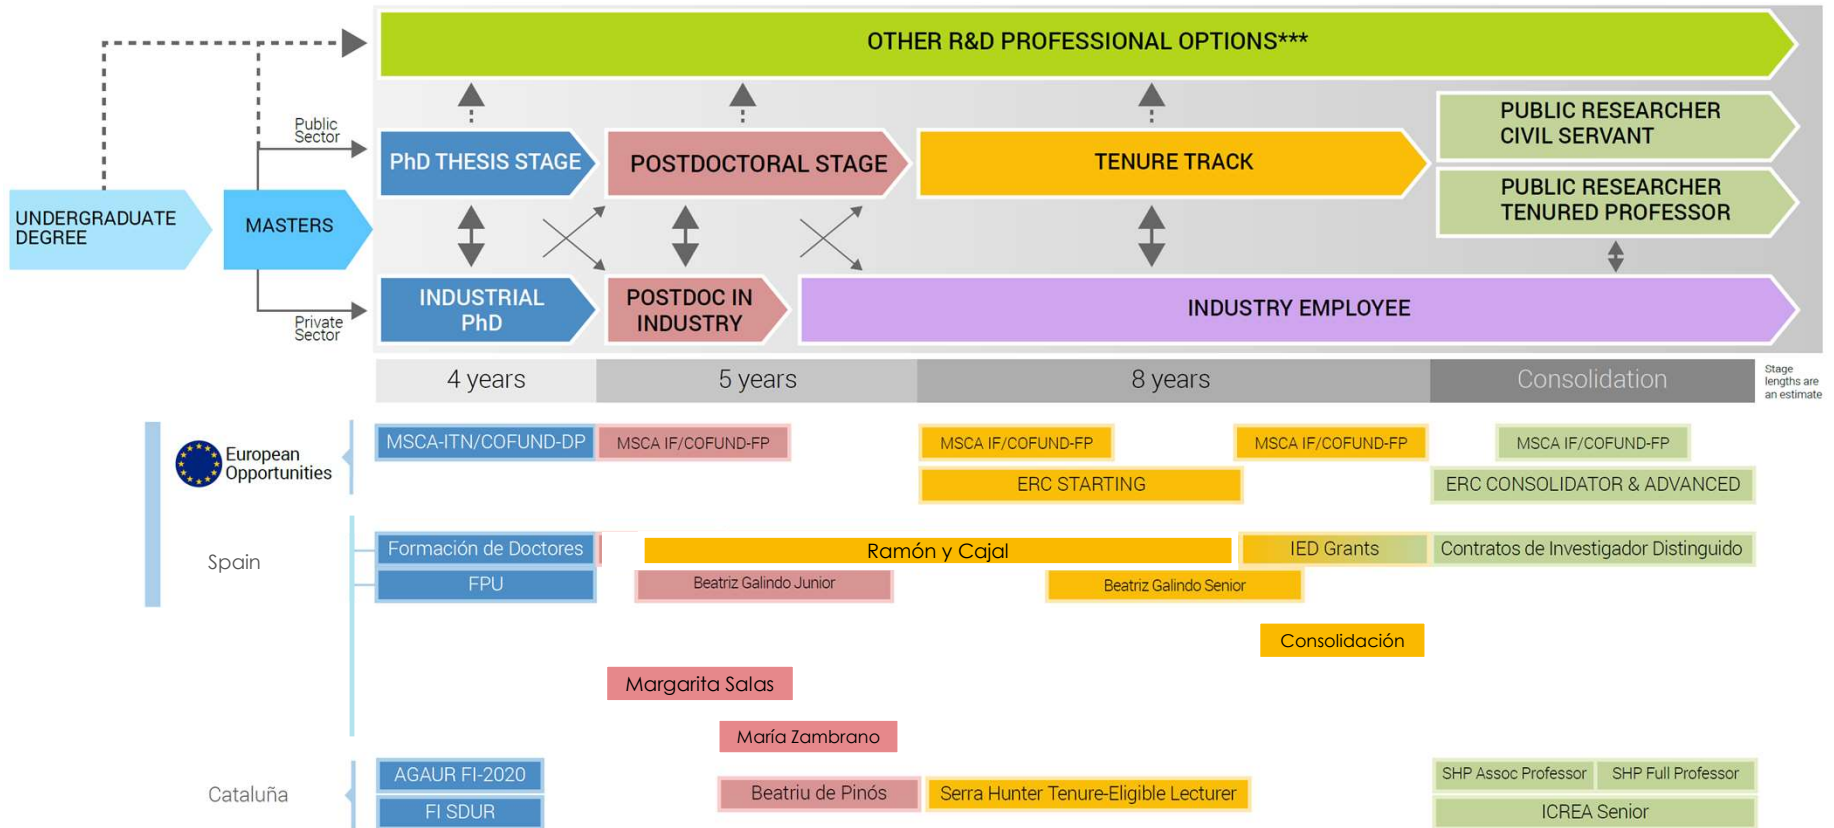 OTHER R&D PROFESSIONAL OPTIONS***
Public
Sector
PhD THESIS STAGE
POSTDOCTORAL STAGE
TENURE TRACK
PUBLIC RESEARCHER
CIVIL SERVANT
PUBLIC RESEARCHER
TENURED PROFESSOR
UNDERGRADUATE
DEGREE
MASTERS
Private
Sector
INDUSTRIAL
PhD
POSTDOC IN
INDUSTRY
INDUSTRY EMPLOYEE
4 years
5 years
8 years
Consolidation
Stage
lengths are
an estimate
European
Opportunities
MSCA-ITN/COFUND-DP
MSCA IF/COFUND-FP
MSCA IF/COFUND-FP
MSCA IF/COFUND-FP
MSCA IF/COFUND-FP
ERC STARTING
ERC CONSOLIDATOR & ADVANCED
Spain
Formación de Doctores
Ramón y Cajal
IED Grants
Contratos de Investigador Distinguido
FPU
Beatriz Galindo Junior
Beatriz Galindo Senior
Consolidación
Margarita Salas
María Zambrano
Cataluña
AGAUR FI-2020
Beatriu de Pinós
Serra Hunter Tenure-Eligible Lecturer
SHP Assoc Professor
SHP Full Professor
FI SDUR
ICREA Senior